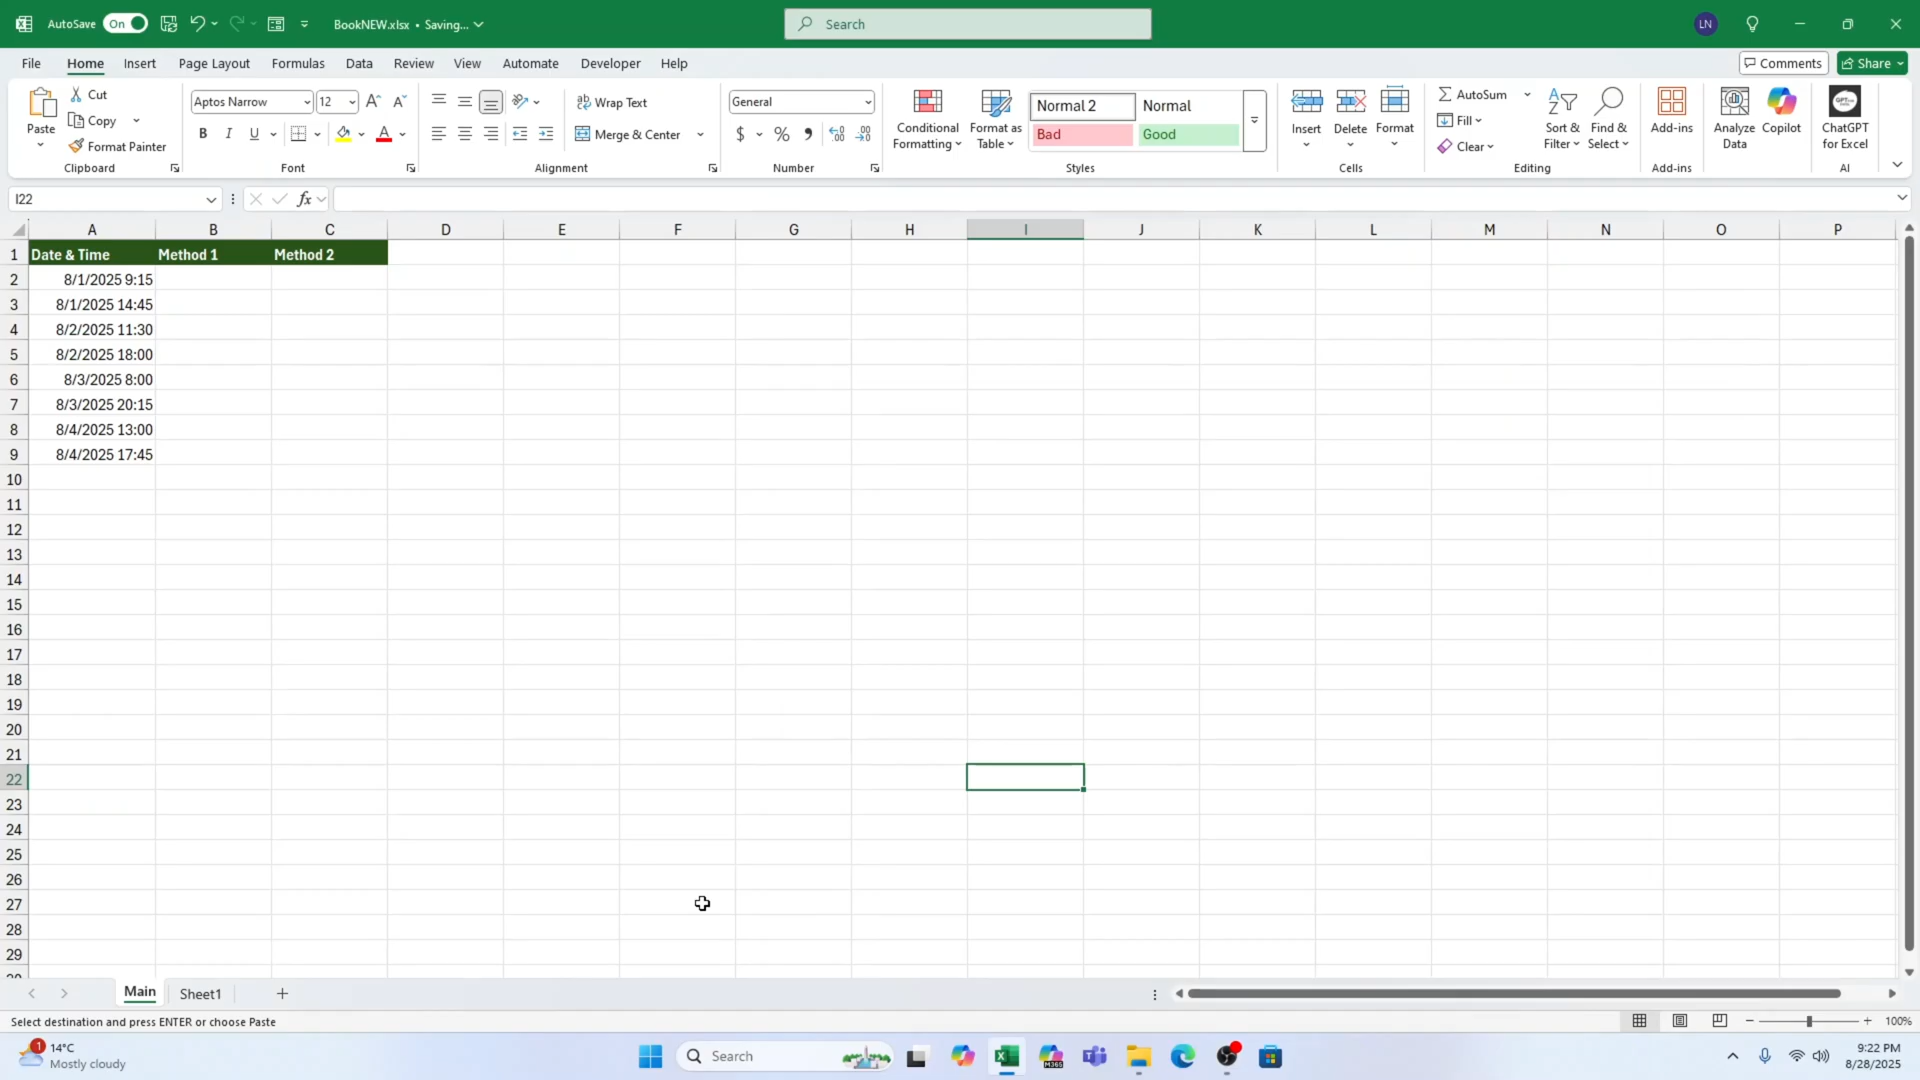 AutoSave On BookNEW.xlsx • Saving... Search LN
File Home Insert Page Layout Formulas Data Review View Automate Developer Help Comments Share
Paste Cut Copy Format Painter Clipboard
Aptos Narrow 12 B I U A Font
Wrap Text Merge & Center Alignment
General $ % Number
Conditional Formatting Format as Table Normal 2 Normal Bad Good Styles
Insert Delete Format Cells
AutoSum Fill Clear Sort & Filter Find & Select Editing
Add-ins Add-ins
Analyze Data Copilot
ChatGPT for Excel AI
I22 fx
A B C D E F G H I J K L M N O P
1 Date & Time Method 1 Method 2
2 8/1/2025 9:15
3 8/1/2025 14:45
4 8/2/2025 11:30
5 8/2/2025 18:00
6 8/3/2025 8:00
7 8/3/2025 20:15
8 8/4/2025 13:00
9 8/4/2025 17:45
10
11
12
13
14
15
16
17
18
19
20
21
22
23
24
25
26
27
28
29
Main Sheet1
Select destination and press ENTER or choose Paste 100%
1 14°C Search M365 9:22 PM
Mostly cloudy 8/28/2025